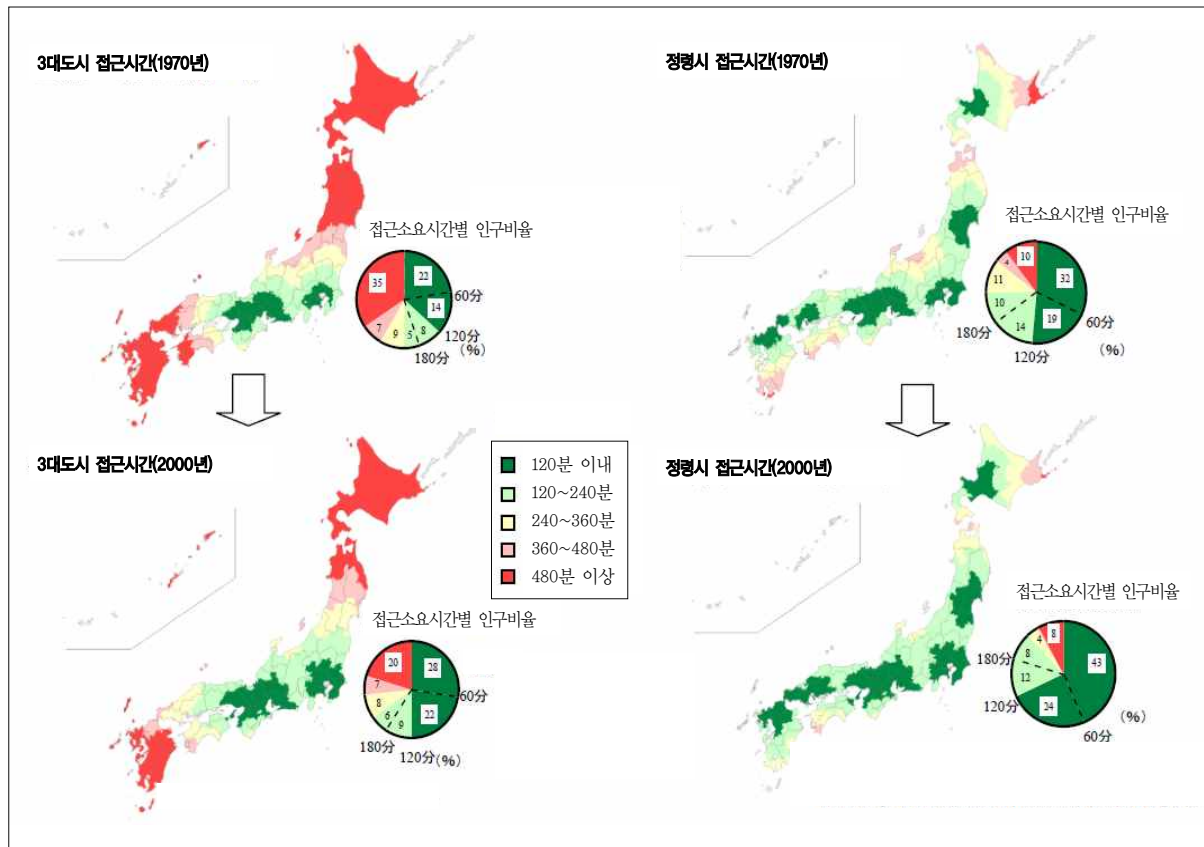 3대도시 접근시간(1970년)
접근소요시간별 인구비율
35
22
60分
14
7
9
5
8
120分
180分
(%)
정령시 접근시간(1970년)
접근소요시간별 인구비율
4
10
32
11
10
60分
180分
14
19
120分
(%)
3대도시 접근시간(2000년)
접근소요시간별 인구비율
20
28
7
60分
8
6
9
22
180分
120分(%)
120분 이내
120~240분
240~360분
360~480분
480분 이상
정령시 접근시간(2000년)
접근소요시간별 인구비율
4
8
43
180分
8
12
120分
24
(%)
60分